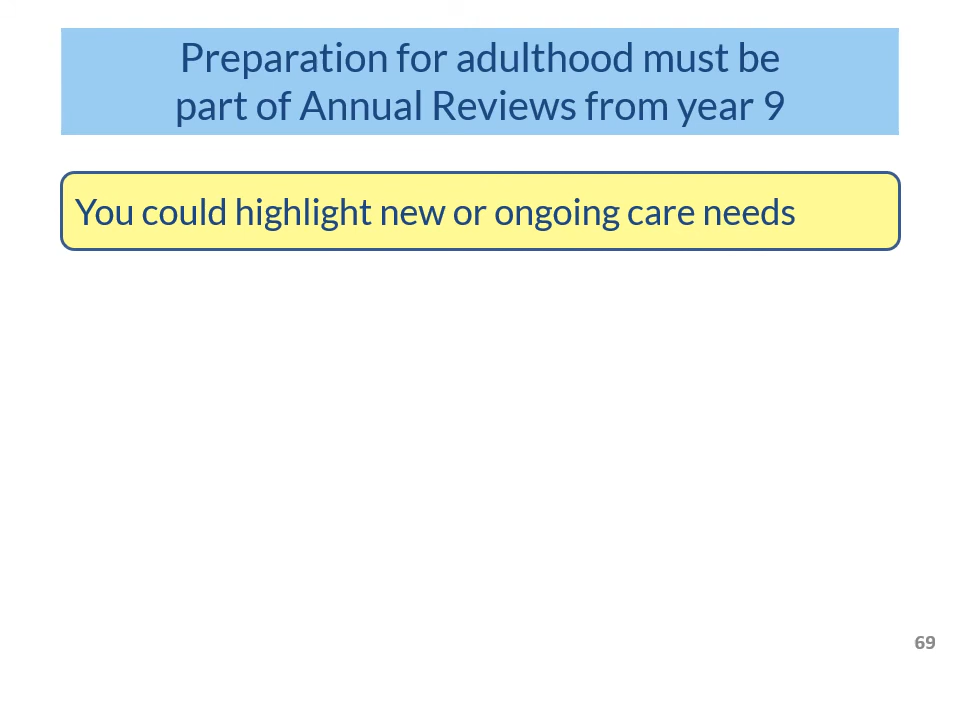 Preparation for adulthood must be
part of Annual Reviews from year 9
You could highlight new or ongoing care needs
69